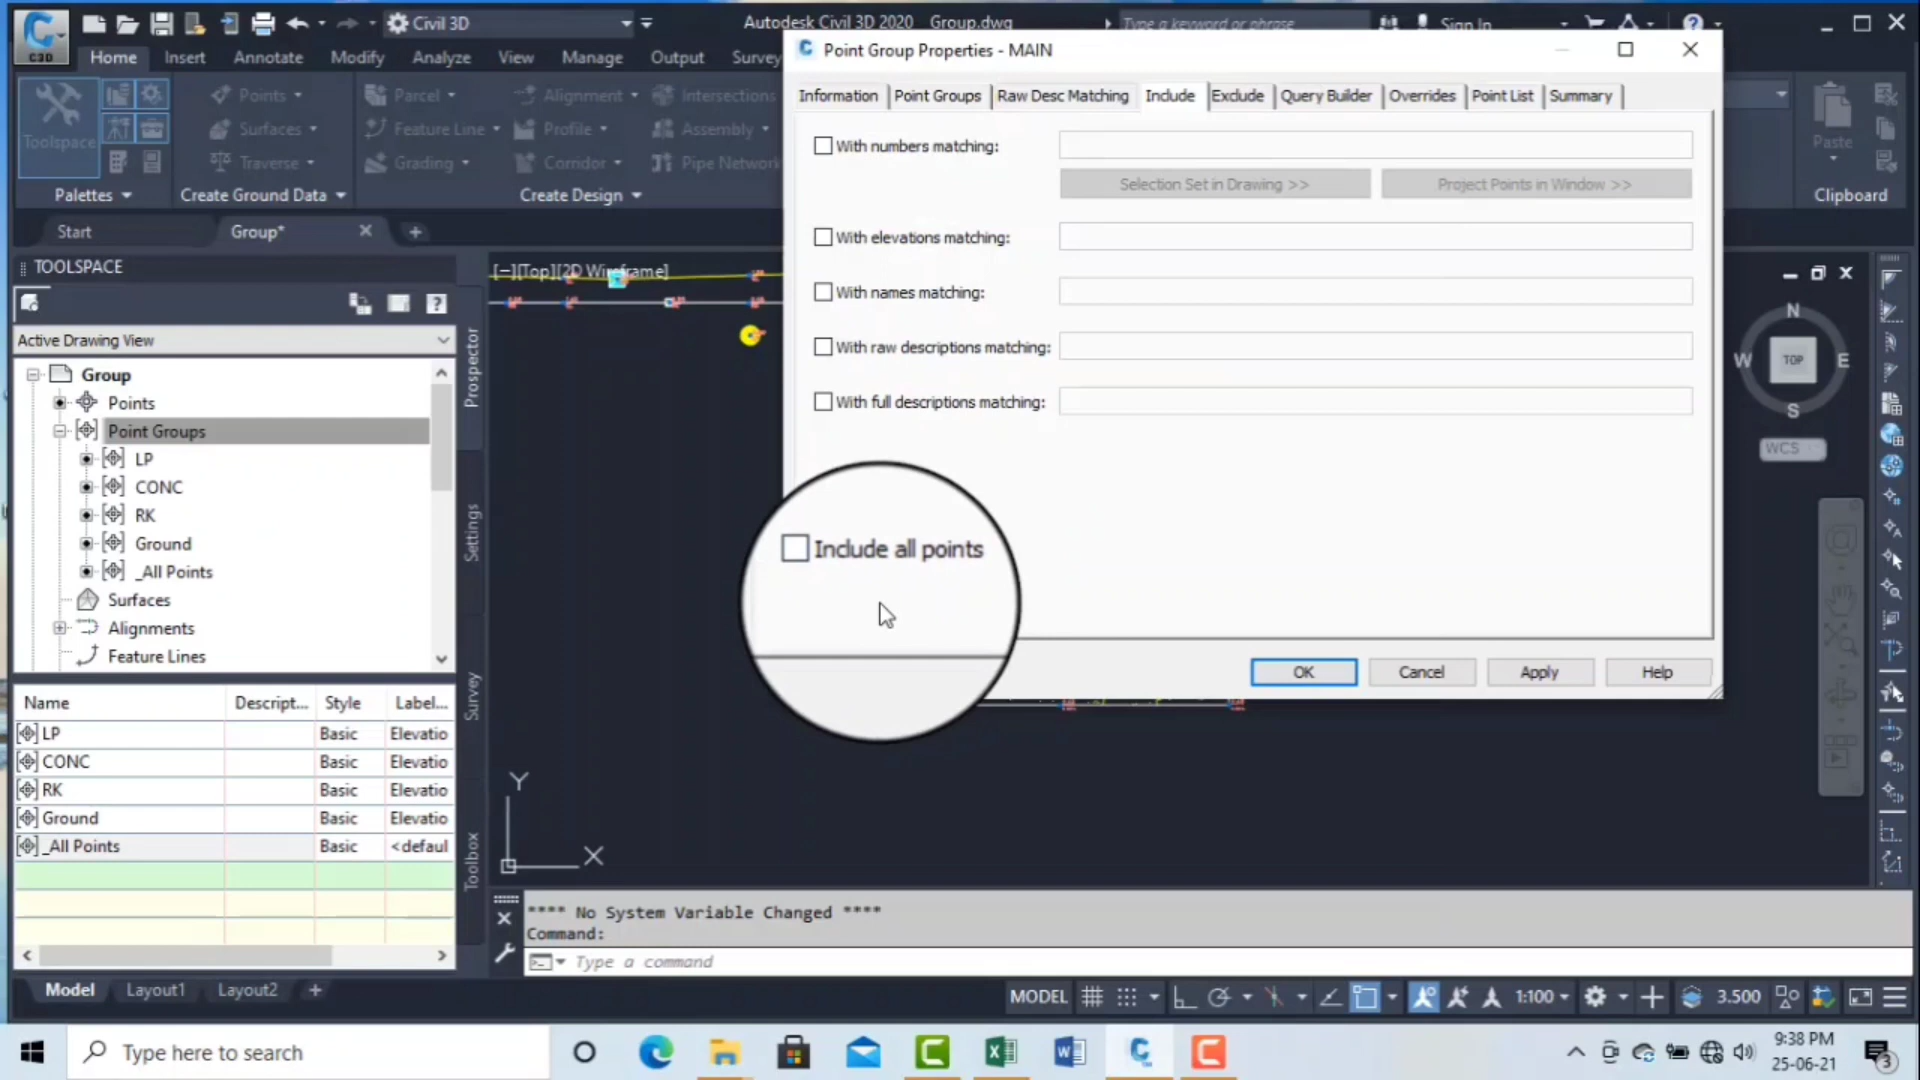 C3D
Civil 3D
Autodesk Civil 3D 2020 Group.dwg
Type a keyword or phrase
Sign In
Home Insert Annotate Modify Analyze View Manage Output Survey
Toolspace
Points
Surfaces
Traverse
Parcel
Feature Line
Grading
Alignment
Profile
Corridor
Intersections
Assembly
Pipe Network
Paste
Palettes
Create Ground Data
Create Design
Clipboard
Start
Group*
TOOLSPACE
Active Drawing View
Group
Points
Point Groups
LP
CONC
RK
Ground
_All Points
Surfaces
Alignments
Feature Lines
Prospector
Settings
Survey
Toolbox
Name Descript... Style Label...
LP Basic Elevatio
CONC Basic Elevatio
RK Basic Elevatio
Ground Basic Elevatio
_All Points Basic <defaul
[−][Top][2D Wireframe]
Point Group Properties - MAIN
Information Point Groups Raw Desc Matching Include Exclude Query Builder Overrides Point List Summary
With numbers matching:
Selection Set in Drawing >>
Project Points in Window >>
With elevations matching:
With names matching:
With raw descriptions matching:
With full descriptions matching:
Include all points
OK Cancel Apply Help
N
W TOP E
S
WCS
Y
X
**** No System Variable Changed ****
Command:
Type a command
Model Layout1 Layout2 +
MODEL 1:100 3.500
Type here to search
9:38 PM
25-06-21
3